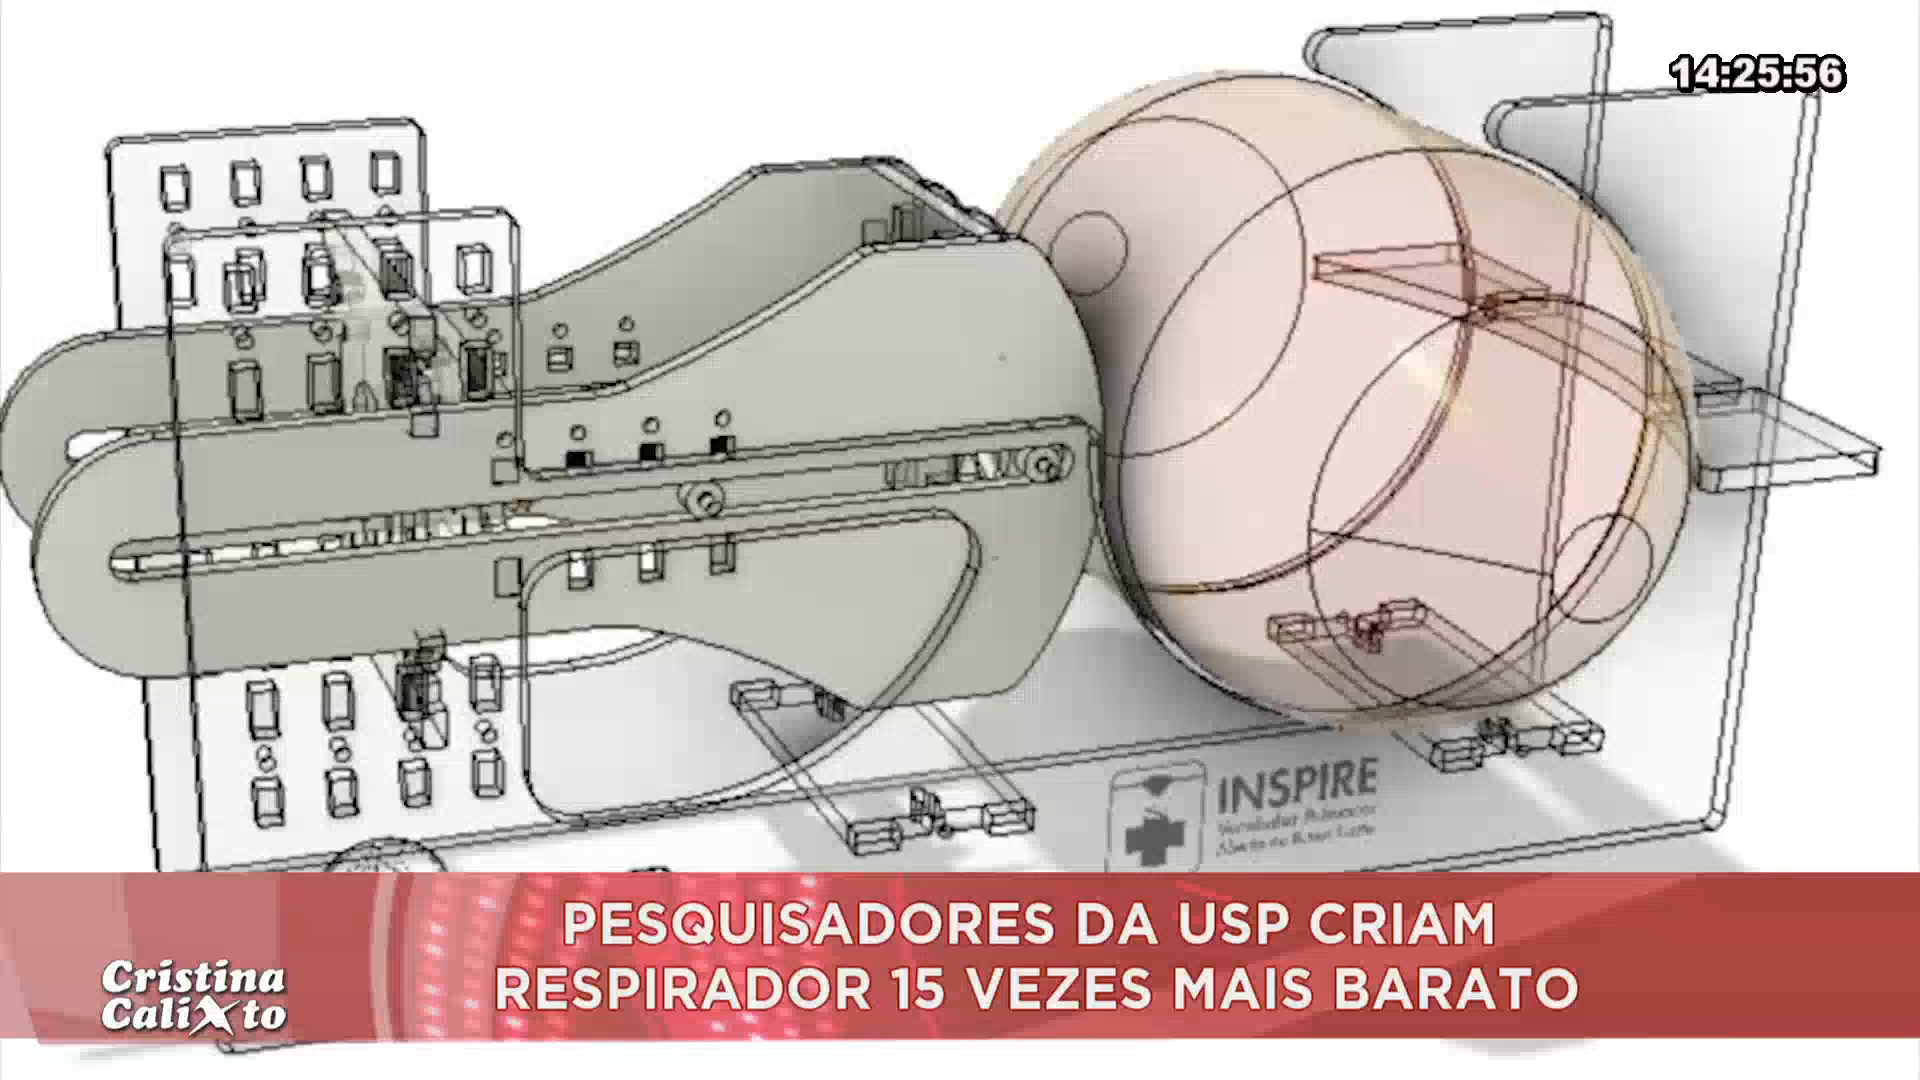 14:25:56
INSPIRE
PESQUISADORES DA USP CRIAM
RESPIRADOR 15 VEZES MAIS BARATO
Cristina
Calixto